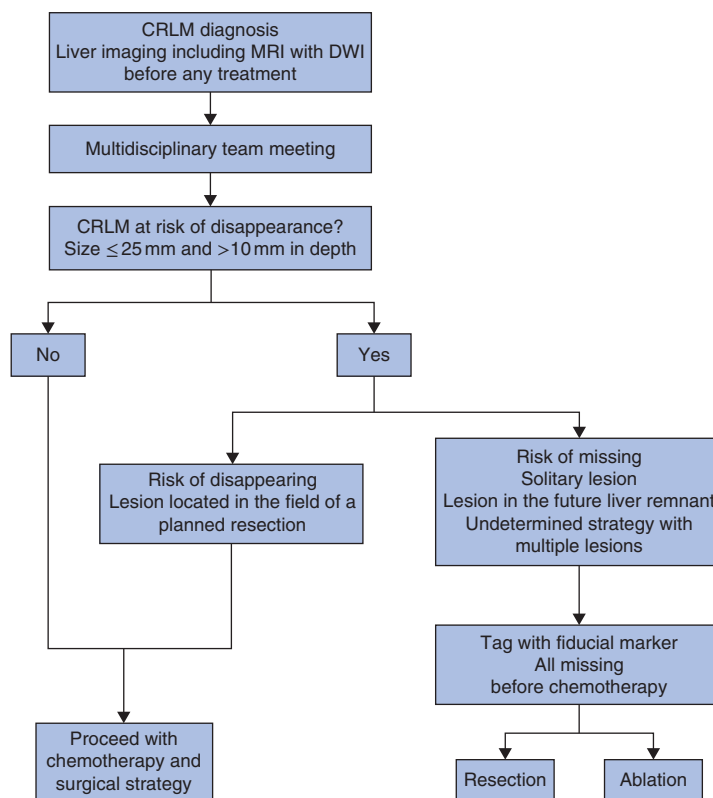 CRLM diagnosis
Liver imaging including MRI with DWI
before any treatment
Multidisciplinary team meeting
CRLM at risk of disappearance?
Size ≤ 25 mm and >10 mm in depth
No
Yes
Risk of disappearing
Lesion located in the field of a
planned resection
Risk of missing
Solitary lesion
Lesion in the future liver remnant
Undetermined strategy with
multiple lesions
Tag with fiducial marker
All missing
before chemotherapy
Proceed with
chemotherapy and
surgical strategy
Resection
Ablation